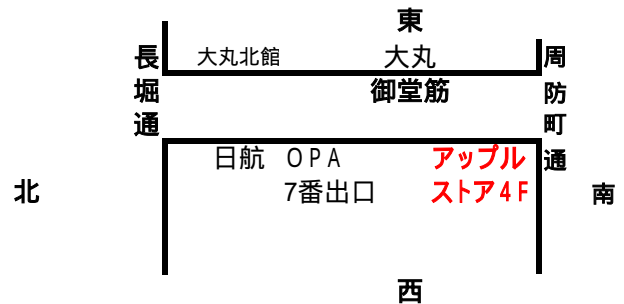 東
長堀通
大丸北館 大丸
周防町通
御堂筋
日航 OPA
7番出口
アップル
ストア4F
北
南
西